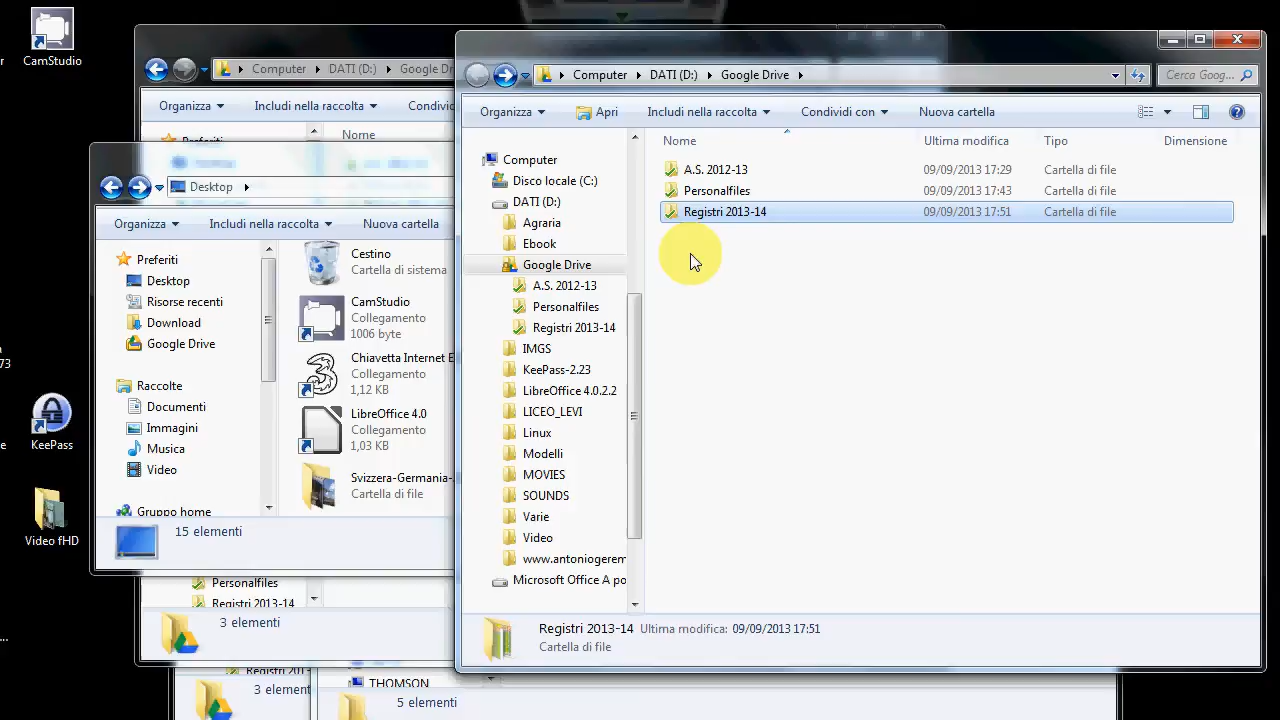 CamStudio
KeePass
Video fHD
r
a
73
e
...
Computer
DATI (D:)
Organizza
Includi nella raccolta
Condivi
Preferiti
Nome
Personalfiles
Registri 2013-14
3 elementi
3 element
THOMSON
5 elementi
Desktop
Organizza
Includi nella raccolta
Nuova cartella
Preferiti
Desktop
Risorse recenti
Download
Google Drive
Raccolte
Documenti
Immagini
Musica
Video
Gruppo home
Cestino
Cartella di sistema
CamStudio
Collegamento
1006 byte
Chiavetta Internet E
Collegamento
1,12 KB
LibreOffice 4.0
Collegamento
1,03 KB
Svizzera-Germania-
Cartella di file
15 elementi
Computer
DATI (D:)
Google Drive
Cerca Goog...
Organizza
Apri
Includi nella raccolta
Condividi con
Nuova cartella
Computer
Disco locale (C:)
DATI (D:)
Agraria
Ebook
Google Drive
A.S. 2012-13
Personalfiles
Registri 2013-14
IMGS
KeePass-2.23
LibreOffice 4.0.2.2
LICEO_LEVI
Linux
Modelli
MOVIES
SOUNDS
Varie
Video
www.antoniogerem
Microsoft Office A po
Nome Ultima modifica Tipo Dimensione
A.S. 2012-13 09/09/2013 17:29 Cartella di file
Personalfiles 09/09/2013 17:43 Cartella di file
Registri 2013-14 09/09/2013 17:51 Cartella di file
Registri 2013-14 Ultima modifica: 09/09/2013 17:51
Cartella di file